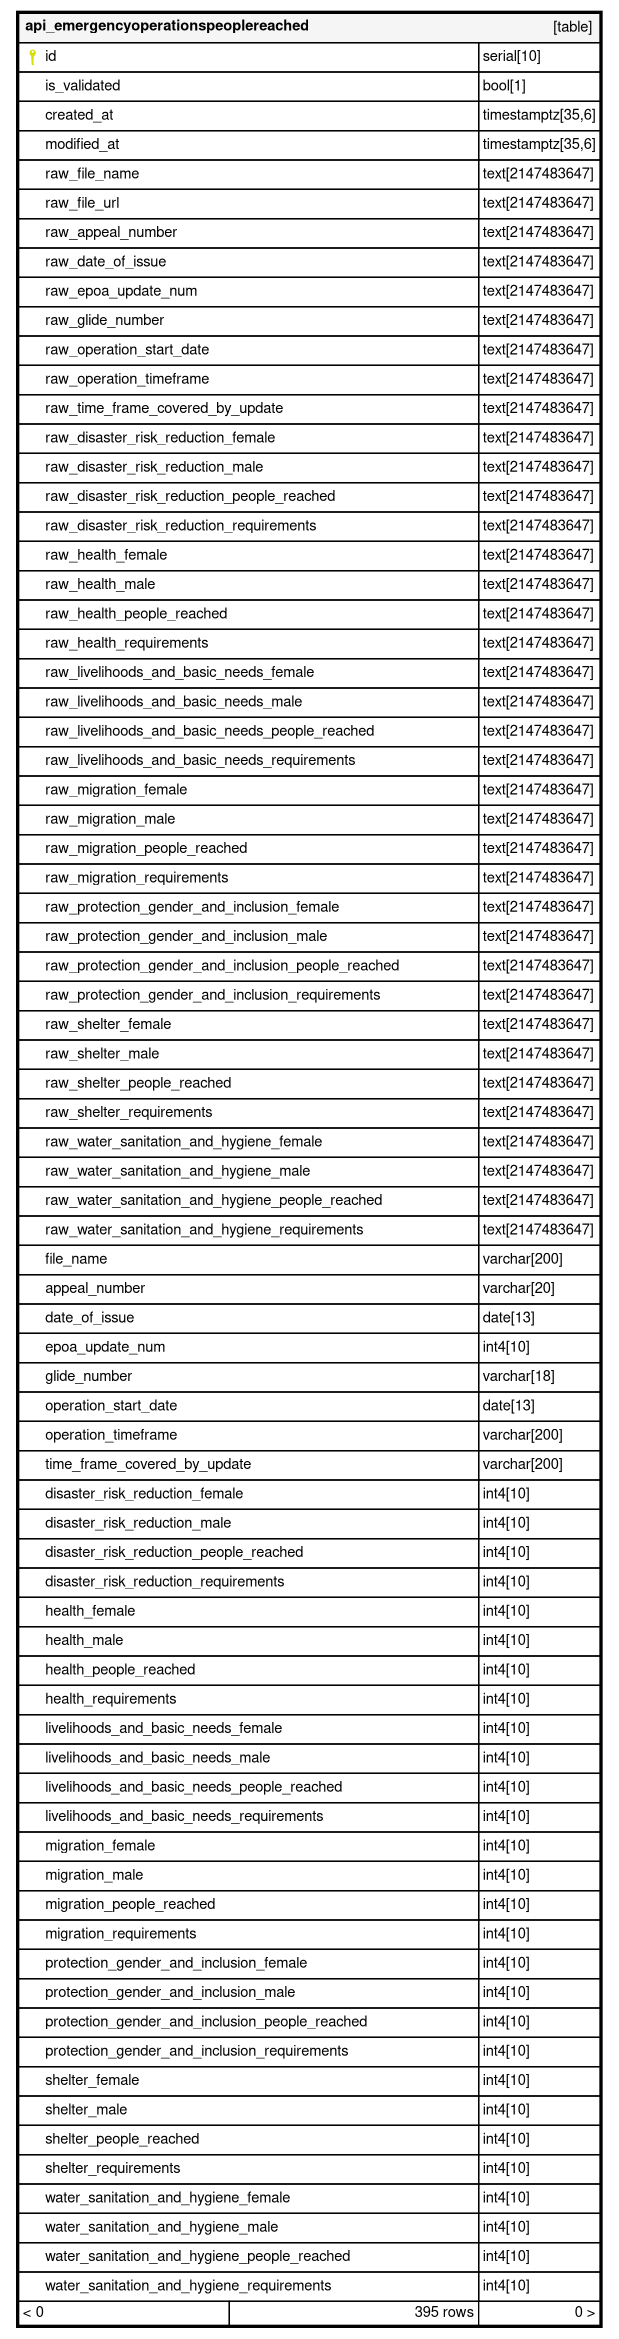 api_emergencyoperationspeoplereached [table]
id serial[10]
is_validated bool[1]
created_at timestamptz[35,6]
modified_at timestamptz[35,6]
raw_file_name text[2147483647]
raw_file_url text[2147483647]
raw_appeal_number text[2147483647]
raw_date_of_issue text[2147483647]
raw_epoa_update_num text[2147483647]
raw_glide_number text[2147483647]
raw_operation_start_date text[2147483647]
raw_operation_timeframe text[2147483647]
raw_time_frame_covered_by_update text[2147483647]
raw_disaster_risk_reduction_female text[2147483647]
raw_disaster_risk_reduction_male text[2147483647]
raw_disaster_risk_reduction_people_reached text[2147483647]
raw_disaster_risk_reduction_requirements text[2147483647]
raw_health_female text[2147483647]
raw_health_male text[2147483647]
raw_health_people_reached text[2147483647]
raw_health_requirements text[2147483647]
raw_livelihoods_and_basic_needs_female text[2147483647]
raw_livelihoods_and_basic_needs_male text[2147483647]
raw_livelihoods_and_basic_needs_people_reached text[2147483647]
raw_livelihoods_and_basic_needs_requirements text[2147483647]
raw_migration_female text[2147483647]
raw_migration_male text[2147483647]
raw_migration_people_reached text[2147483647]
raw_migration_requirements text[2147483647]
raw_protection_gender_and_inclusion_female text[2147483647]
raw_protection_gender_and_inclusion_male text[2147483647]
raw_protection_gender_and_inclusion_people_reached text[2147483647]
raw_protection_gender_and_inclusion_requirements text[2147483647]
raw_shelter_female text[2147483647]
raw_shelter_male text[2147483647]
raw_shelter_people_reached text[2147483647]
raw_shelter_requirements text[2147483647]
raw_water_sanitation_and_hygiene_female text[2147483647]
raw_water_sanitation_and_hygiene_male text[2147483647]
raw_water_sanitation_and_hygiene_people_reached text[2147483647]
raw_water_sanitation_and_hygiene_requirements text[2147483647]
file_name varchar[200]
appeal_number varchar[20]
date_of_issue date[13]
epoa_update_num int4[10]
glide_number varchar[18]
operation_start_date date[13]
operation_timeframe varchar[200]
time_frame_covered_by_update varchar[200]
disaster_risk_reduction_female int4[10]
disaster_risk_reduction_male int4[10]
disaster_risk_reduction_people_reached int4[10]
disaster_risk_reduction_requirements int4[10]
health_female int4[10]
health_male int4[10]
health_people_reached int4[10]
health_requirements int4[10]
livelihoods_and_basic_needs_female int4[10]
livelihoods_and_basic_needs_male int4[10]
livelihoods_and_basic_needs_people_reached int4[10]
livelihoods_and_basic_needs_requirements int4[10]
migration_female int4[10]
migration_male int4[10]
migration_people_reached int4[10]
migration_requirements int4[10]
protection_gender_and_inclusion_female int4[10]
protection_gender_and_inclusion_male int4[10]
protection_gender_and_inclusion_people_reached int4[10]
protection_gender_and_inclusion_requirements int4[10]
shelter_female int4[10]
shelter_male int4[10]
shelter_people_reached int4[10]
shelter_requirements int4[10]
water_sanitation_and_hygiene_female int4[10]
water_sanitation_and_hygiene_male int4[10]
water_sanitation_and_hygiene_people_reached int4[10]
water_sanitation_and_hygiene_requirements int4[10]
< 0 395 rows 0 >